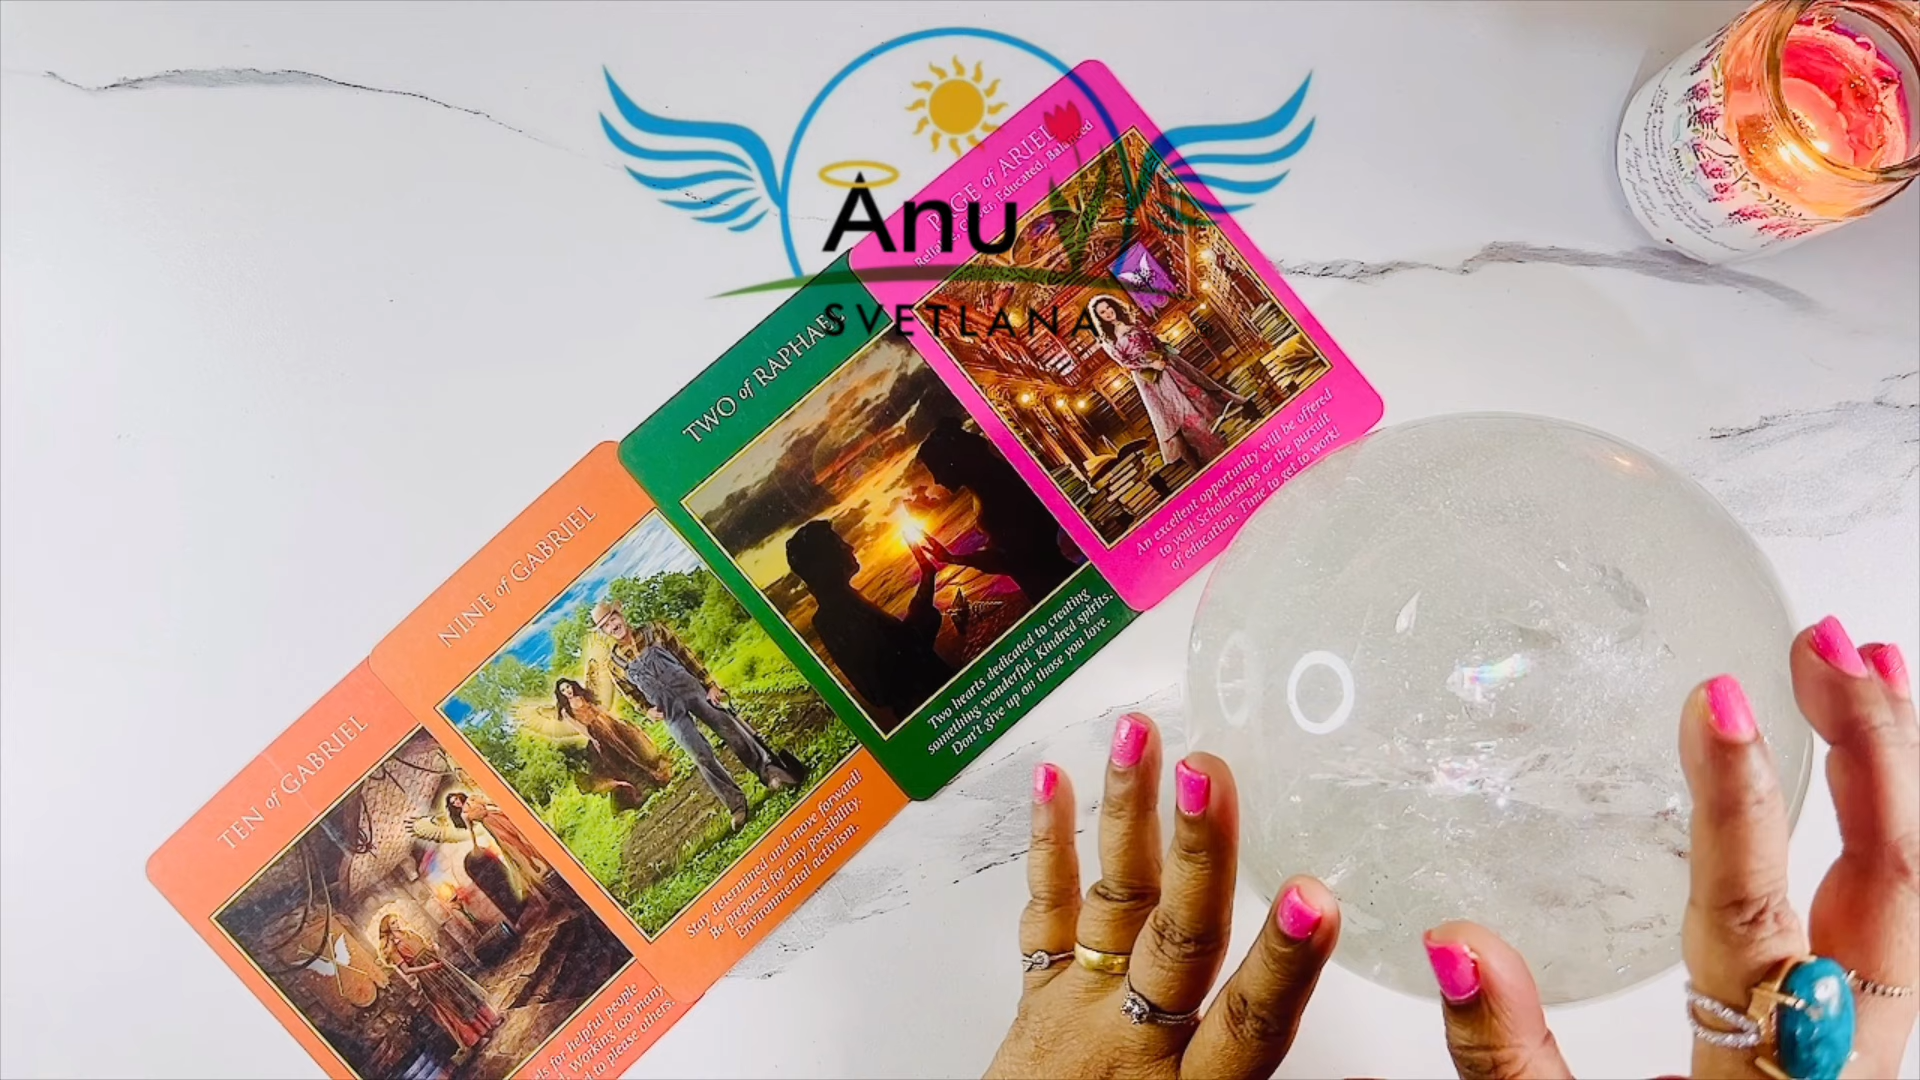 Anu
SVETLANA
PAGE of ARIEL
Reliable, Clever, Educated, Balanced
An excellent opportunity will be offered
to you! Scholarships or the pursuit
of education. Time to get to work!
TWO of RAPHAEL
Two hearts dedicated to creating
something wonderful. Kindred spirits.
Don't give up on those you love.
NINE of GABRIEL
Stay determined and move forward!
Be prepared for any possibility.
Environmental activism.
TEN of GABRIEL
for helpful people
Working too many
to please others.